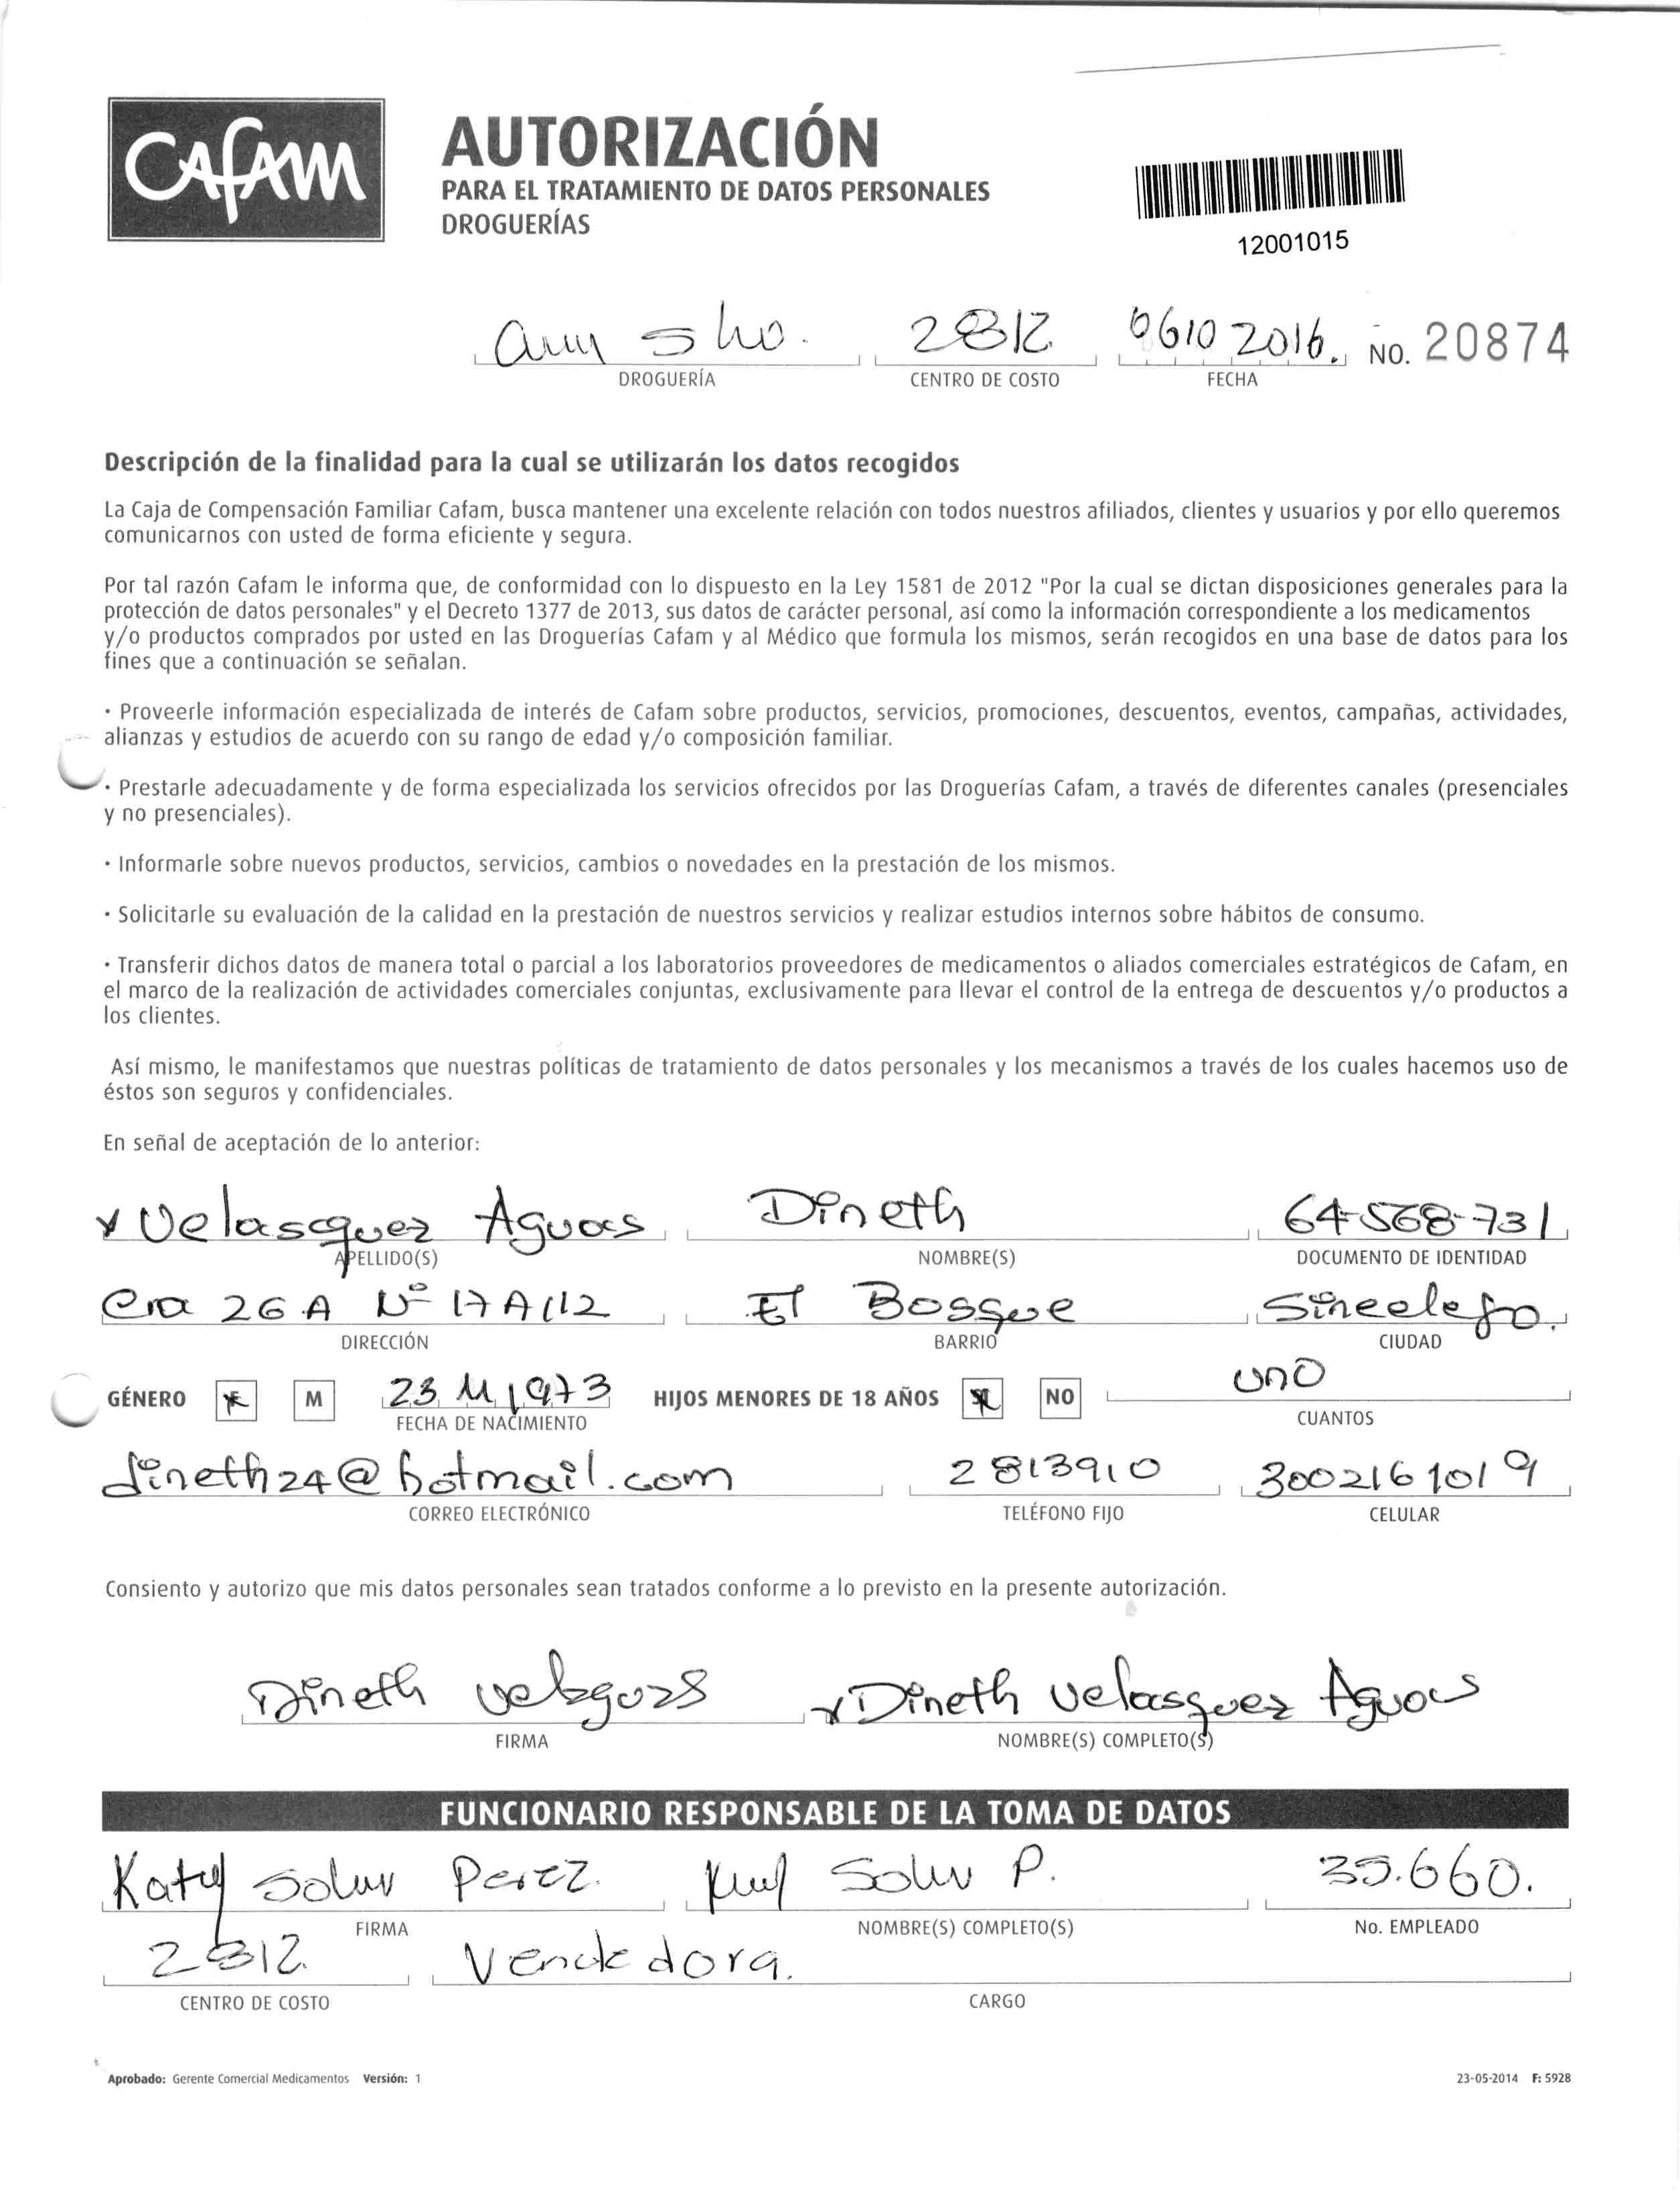 CAFAM
AUTORIZACIÓN
PARA EL TRATAMIENTO DE DATOS PERSONALES
DROGUERÍAS
12001015
2812 0610 2016. No. 20874
DROGUERÍA CENTRO DE COSTO FECHA
Descripción de la finalidad para la cual se utilizarán los datos recogidos
La Caja de Compensación Familiar Cafam, busca mantener una excelente relación con todos nuestros afiliados, clientes y usuarios y por ello queremos
comunicarnos con usted de forma eficiente y segura.
Por tal razón Cafam le informa que, de conformidad con lo dispuesto en la Ley 1581 de 2012 "Por la cual se dictan disposiciones generales para la
protección de datos personales" y el Decreto 1377 de 2013, sus datos de carácter personal, así como la información correspondiente a los medicamentos
y/o productos comprados por usted en las Droguerías Cafam y al Médico que formula los mismos, serán recogidos en una base de datos para los
fines que a continuación se señalan.
· Proveerle información especializada de interés de Cafam sobre productos, servicios, promociones, descuentos, eventos, campañas, actividades,
alianzas y estudios de acuerdo con su rango de edad y/o composición familiar.
· Prestarle adecuadamente y de forma especializada los servicios ofrecidos por las Droguerías Cafam, a través de diferentes canales (presenciales
y no presenciales).
· Informarle sobre nuevos productos, servicios, cambios o novedades en la prestación de los mismos.
· Solicitarle su evaluación de la calidad en la prestación de nuestros servicios y realizar estudios internos sobre hábitos de consumo.
· Transferir dichos datos de manera total o parcial a los laboratorios proveedores de medicamentos o aliados comerciales estratégicos de Cafam, en
el marco de la realización de actividades comerciales conjuntas, exclusivamente para llevar el control de la entrega de descuentos y/o productos a
los clientes.
Así mismo, le manifestamos que nuestras políticas de tratamiento de datos personales y los mecanismos a través de los cuales hacemos uso de
éstos son seguros y confidenciales.
En señal de aceptación de lo anterior:
x Velasquez Aguas Dineth 64-568-731
APELLIDO(S) NOMBRE(S) DOCUMENTO DE IDENTIDAD
Cra 26 A Nº 17A112 El Bosque Sincelejo.
DIRECCIÓN BARRIO CIUDAD
GÉNERO F M 23 11 1973 HIJOS MENORES DE 18 AÑOS NO uno
FECHA DE NACIMIENTO CUANTOS
dineth24@hotmail.com 2813910 3002161019
CORREO ELECTRÓNICO TELÉFONO FIJO CELULAR
Consiento y autorizo que mis datos personales sean tratados conforme a lo previsto en la presente autorización.
Dineth x Dineth Velasquez Aguas
FIRMA NOMBRE(S) COMPLETO(S)
FUNCIONARIO RESPONSABLE DE LA TOMA DE DATOS
Katy Perez. P. 35.660.
FIRMA NOMBRE(S) COMPLETO(S) No. EMPLEADO
2812. Vendedora.
CENTRO DE COSTO CARGO
Aprobado: Gerente Comercial Medicamentos Versión: 1 23-05-2014 F: 5928